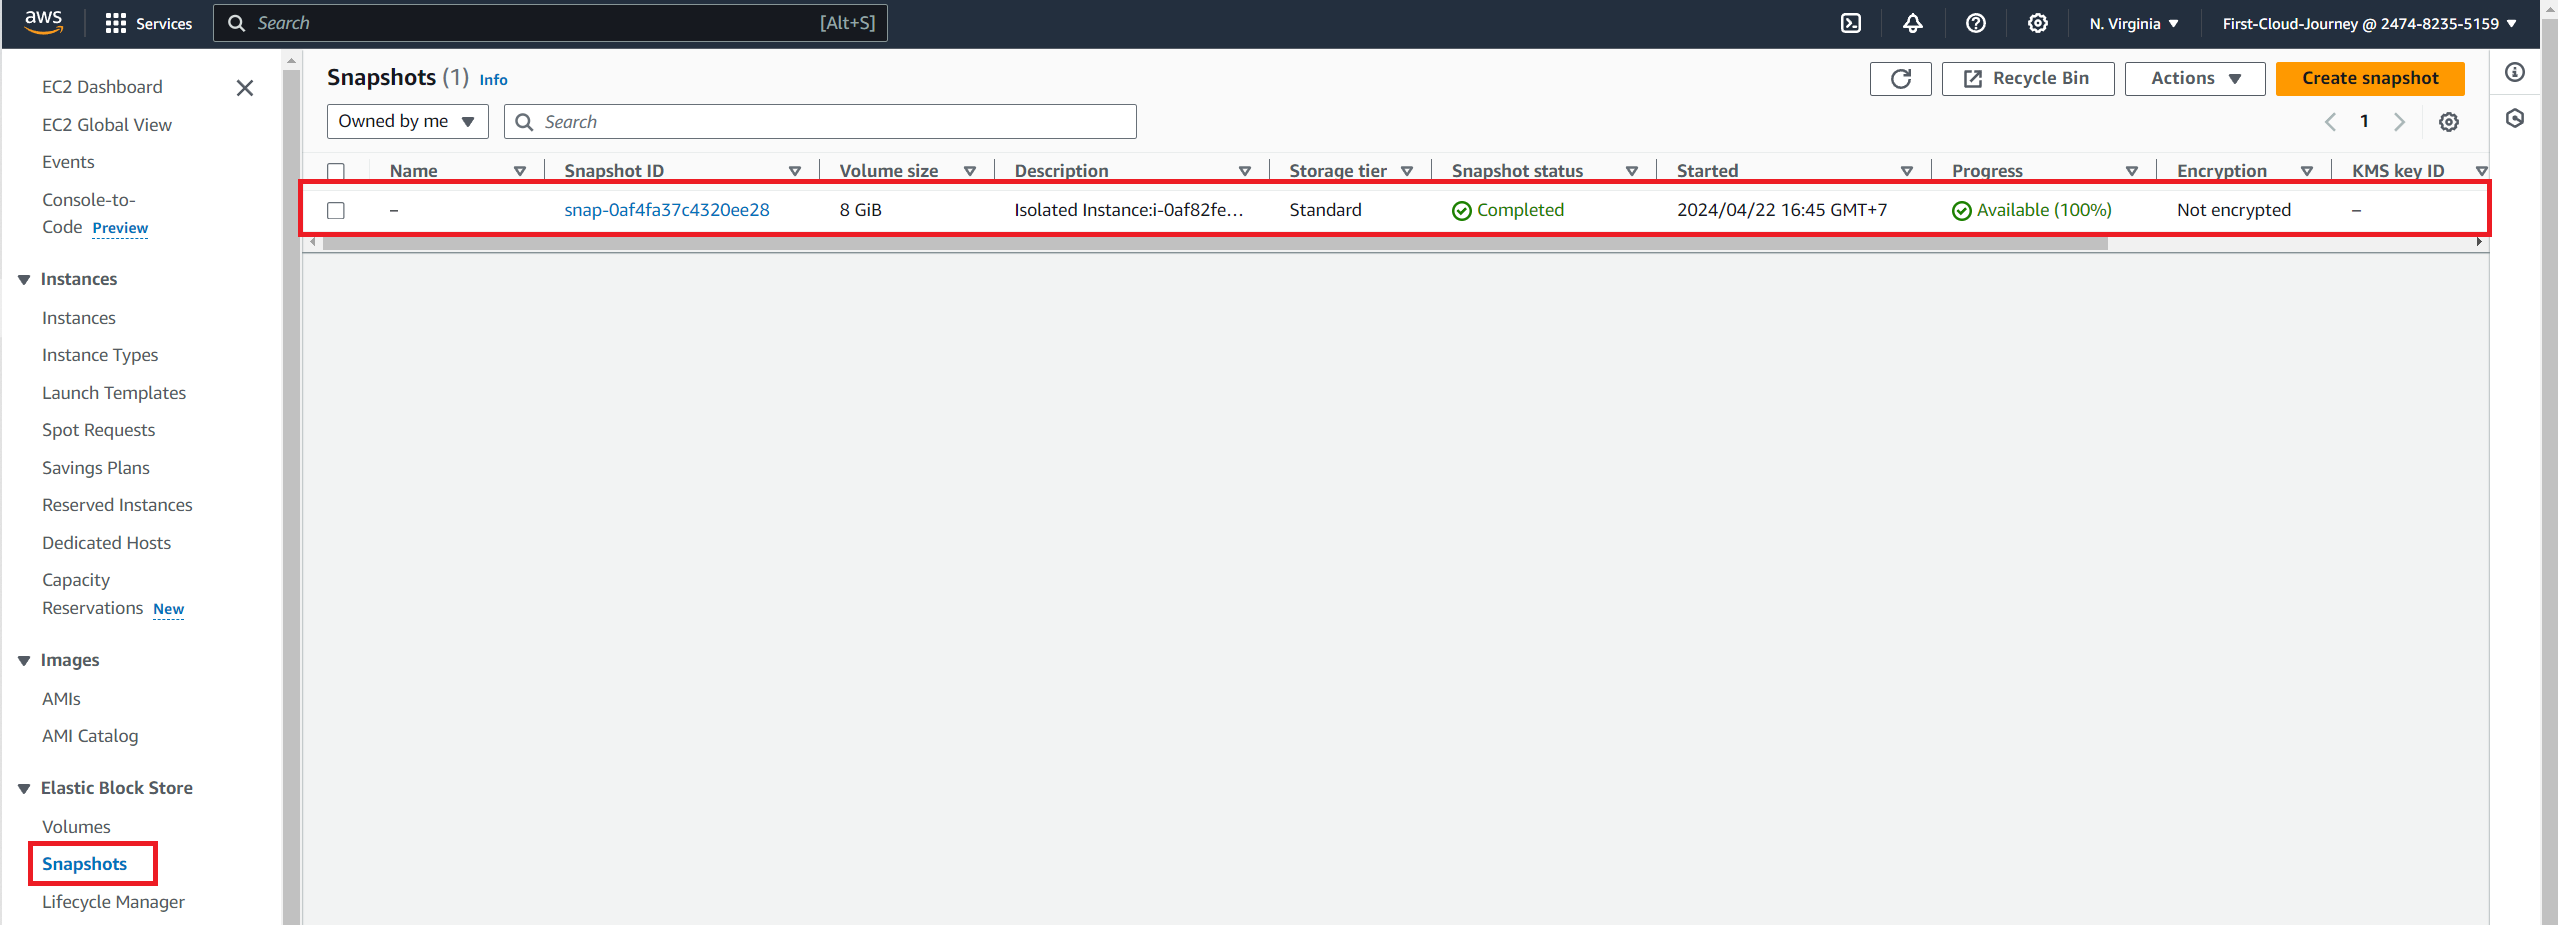 aws Services Search [Alt+S] N. Virginia First-Cloud-Journey @ 2474-8235-5159
EC2 Dashboard
EC2 Global View
Events
Console-to-
Code Preview
Instances
Instances
Instance Types
Launch Templates
Spot Requests
Savings Plans
Reserved Instances
Dedicated Hosts
Capacity
Reservations New
Images
AMIs
AMI Catalog
Elastic Block Store
Volumes
Snapshots
Lifecycle Manager
Snapshots (1) Info Recycle Bin Actions Create snapshot
Owned by me Search 1
Name Snapshot ID Volume size Description Storage tier Snapshot status Started Progress Encryption KMS key ID
– snap-0af4fa37c4320ee28 8 GiB Isolated Instance:i-0af82fe... Standard Completed 2024/04/22 16:45 GMT+7 Available (100%) Not encrypted –